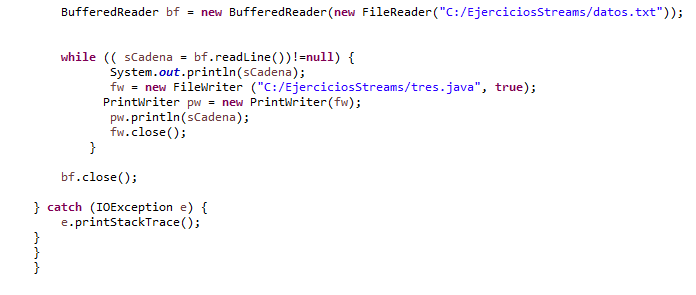 BufferedReader bf = new BufferedReader(new FileReader("C:/EjerciciosStreams/datos.txt"));
while (( sCadena = bf.readLine())!=null) {
System.out.println(sCadena);
fw = new FileWriter ("C:/EjerciciosStreams/tres.java", true);
PrintWriter pw = new PrintWriter(fw);
pw.println(sCadena);
fw.close();
}
bf.close();
} catch (IOException e) {
e.printStackTrace();
}
}
}